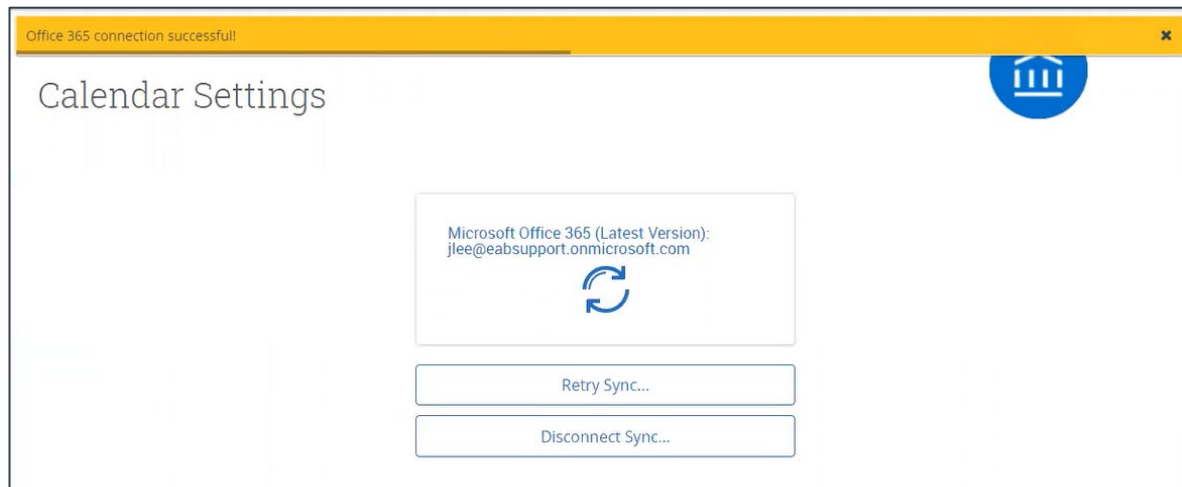 Office 365 connection successful!
Calendar Settings
Microsoft Office 365 (Latest Version):
jlee@eabsupport.onmicrosoft.com
Retry Sync...
Disconnect Sync...